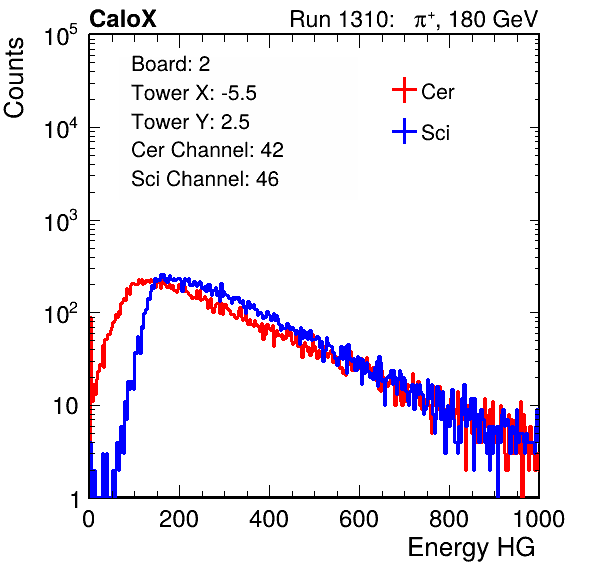 CaloX Run 1310: π⁺, 180 GeV
Counts
Board: 2
Tower X: -5.5
Tower Y: 2.5
Cer Channel: 42
Sci Channel: 46
Cer
Sci
10⁵
10⁴
10³
10²
10
1
0 200 400 600 800 1000
Energy HG